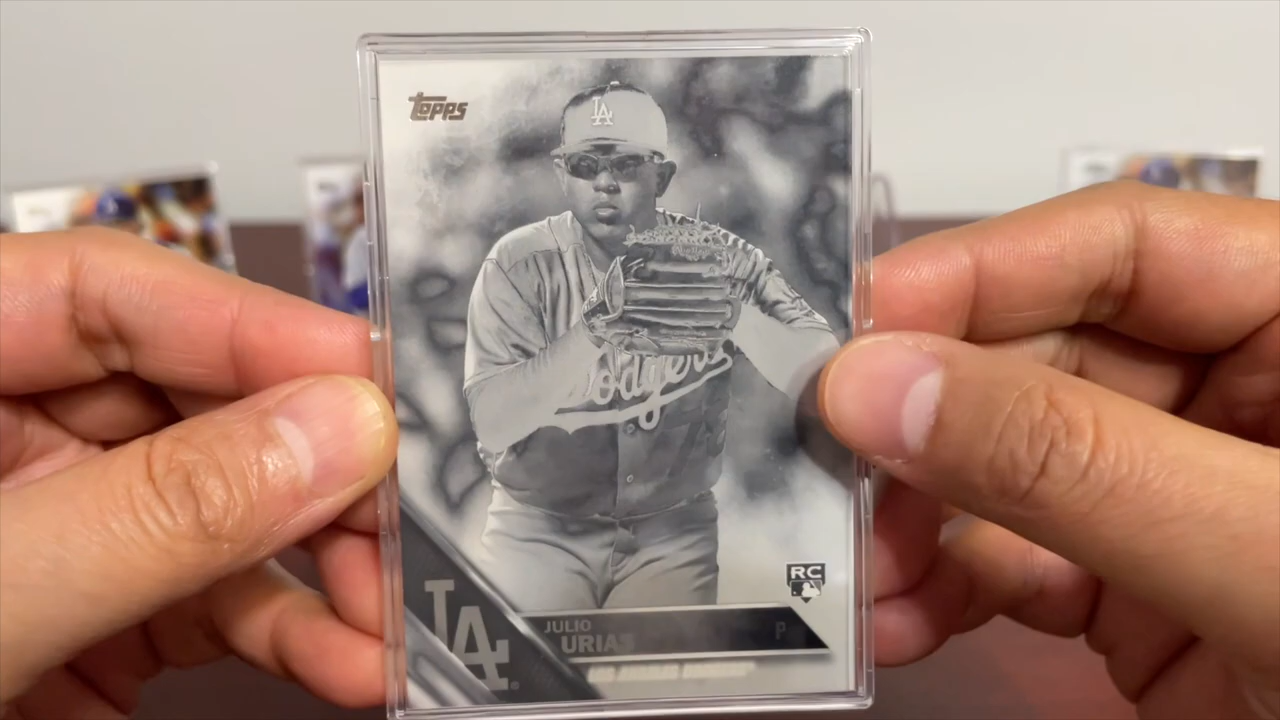 Topps
LA
Dodgers
RC
LA
JULIO
URIAS
P